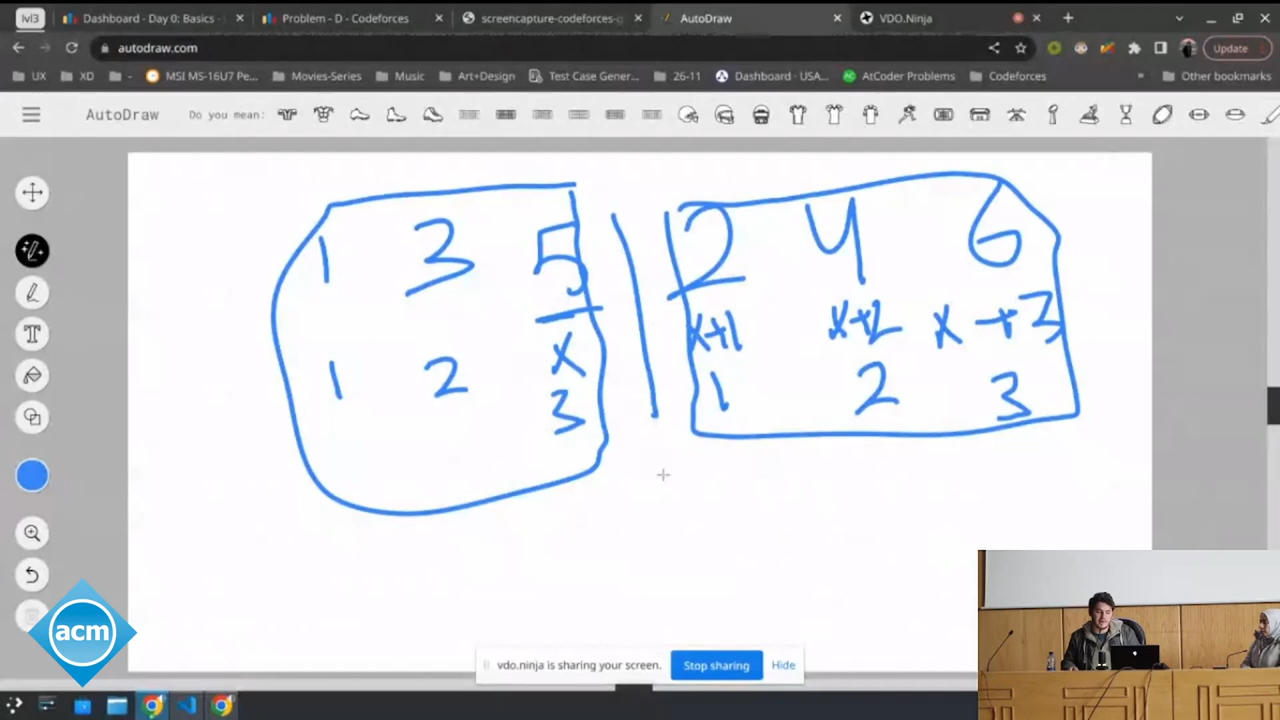 lvl3
Dashboard - Day 0: Basics -
Problem - D - Codeforces
screencapture-codeforces-g
AutoDraw
VDO.Ninja
autodraw.com
Update
UX
XD
-
MSI MS-16U7 Pe...
Movies-Series
Music
Art+Design
Test Case Gener...
26-11
Dashboard · USA...
AtCoder Problems
Codeforces
»
Other bookmarks
AutoDraw
Do you mean:
1 3 5 2 4 6
x x+1 x+2 x+3
1 2 3 1 2 3
vdo.ninja is sharing your screen.
Stop sharing
Hide
acm